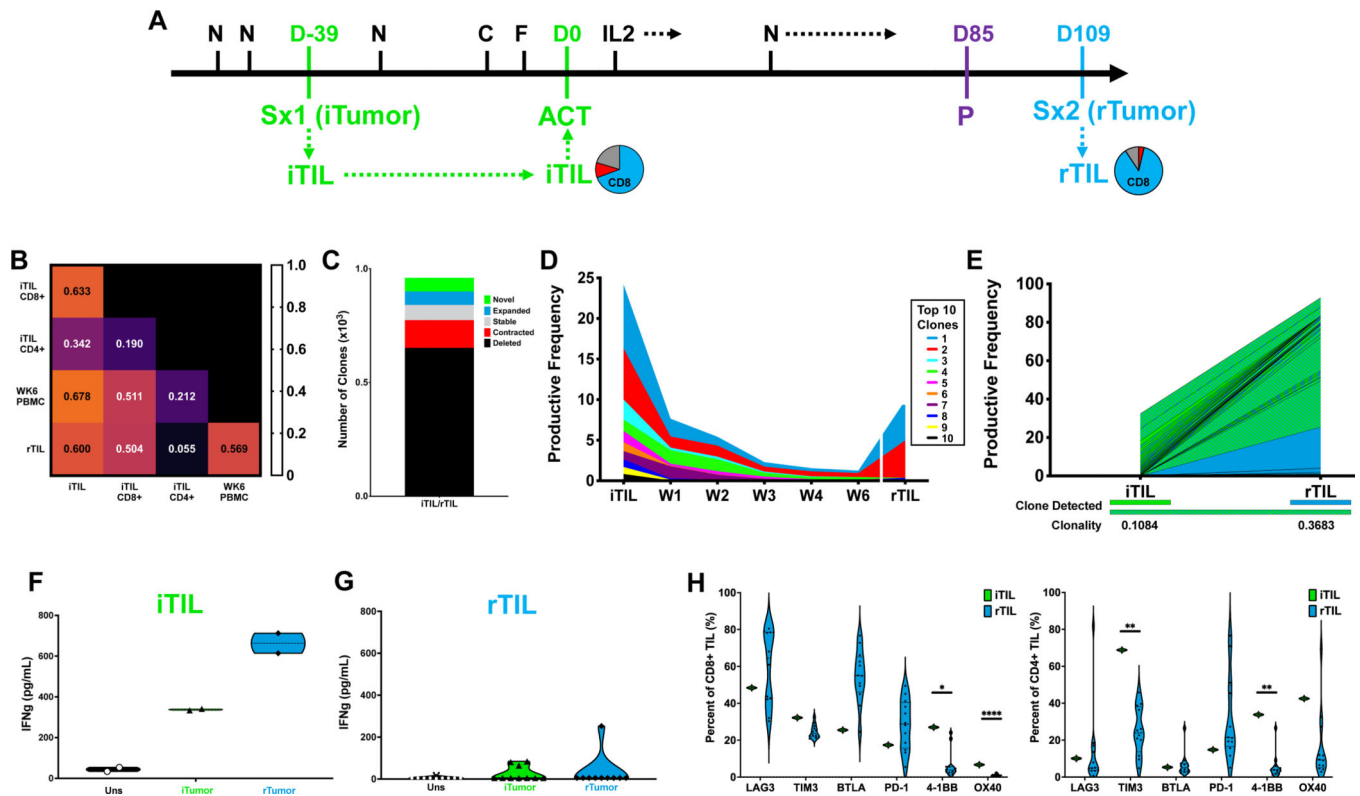 A
N N D-39 N C F D0 IL2 N D85 D109
Sx1 (iTumor) ACT P Sx2 (rTumor)
iTIL iTIL CD8 rTIL CD8
B
iTIL
CD8+
0.633
iTIL
CD4+
0.342 0.190
WK6
PBMC
0.678 0.511 0.212
rTIL
0.600 0.504 0.055 0.569
iTIL
iTIL
CD8+
iTIL
CD4+
WK6
PBMC
1.0
0.8
0.6
0.4
0.2
0
C
Number of Clones (x10³)
1.0
0.5
0.0
iTIL/rTIL
Novel
Expanded
Stable
Contracted
Deleted
D
Productive Frequency
25
20
15
10
5
0
iTIL W1 W2 W3 W4 W6 rTIL
Top 10
Clones
1
2
3
4
5
6
7
8
9
10
E
Productive Frequency
100
80
60
40
20
0
iTIL rTIL
Clone Detected
Clonality 0.1084 0.3683
F
iTIL
IFNg (pg/mL)
800
600
400
200
0
Uns iTumor rTumor
G
rTIL
IFNg (pg/mL)
800
600
400
200
0
Uns iTumor rTumor
H
Percent of CD8+ TIL (%)
100
80
60
40
20
0
iTIL
rTIL
*
****
LAG3 TIM3 BTLA PD-1 4-1BB OX40
Percent of CD4+ TIL (%)
100
80
60
40
20
0
iTIL
rTIL
**
**
LAG3 TIM3 BTLA PD-1 4-1BB OX40